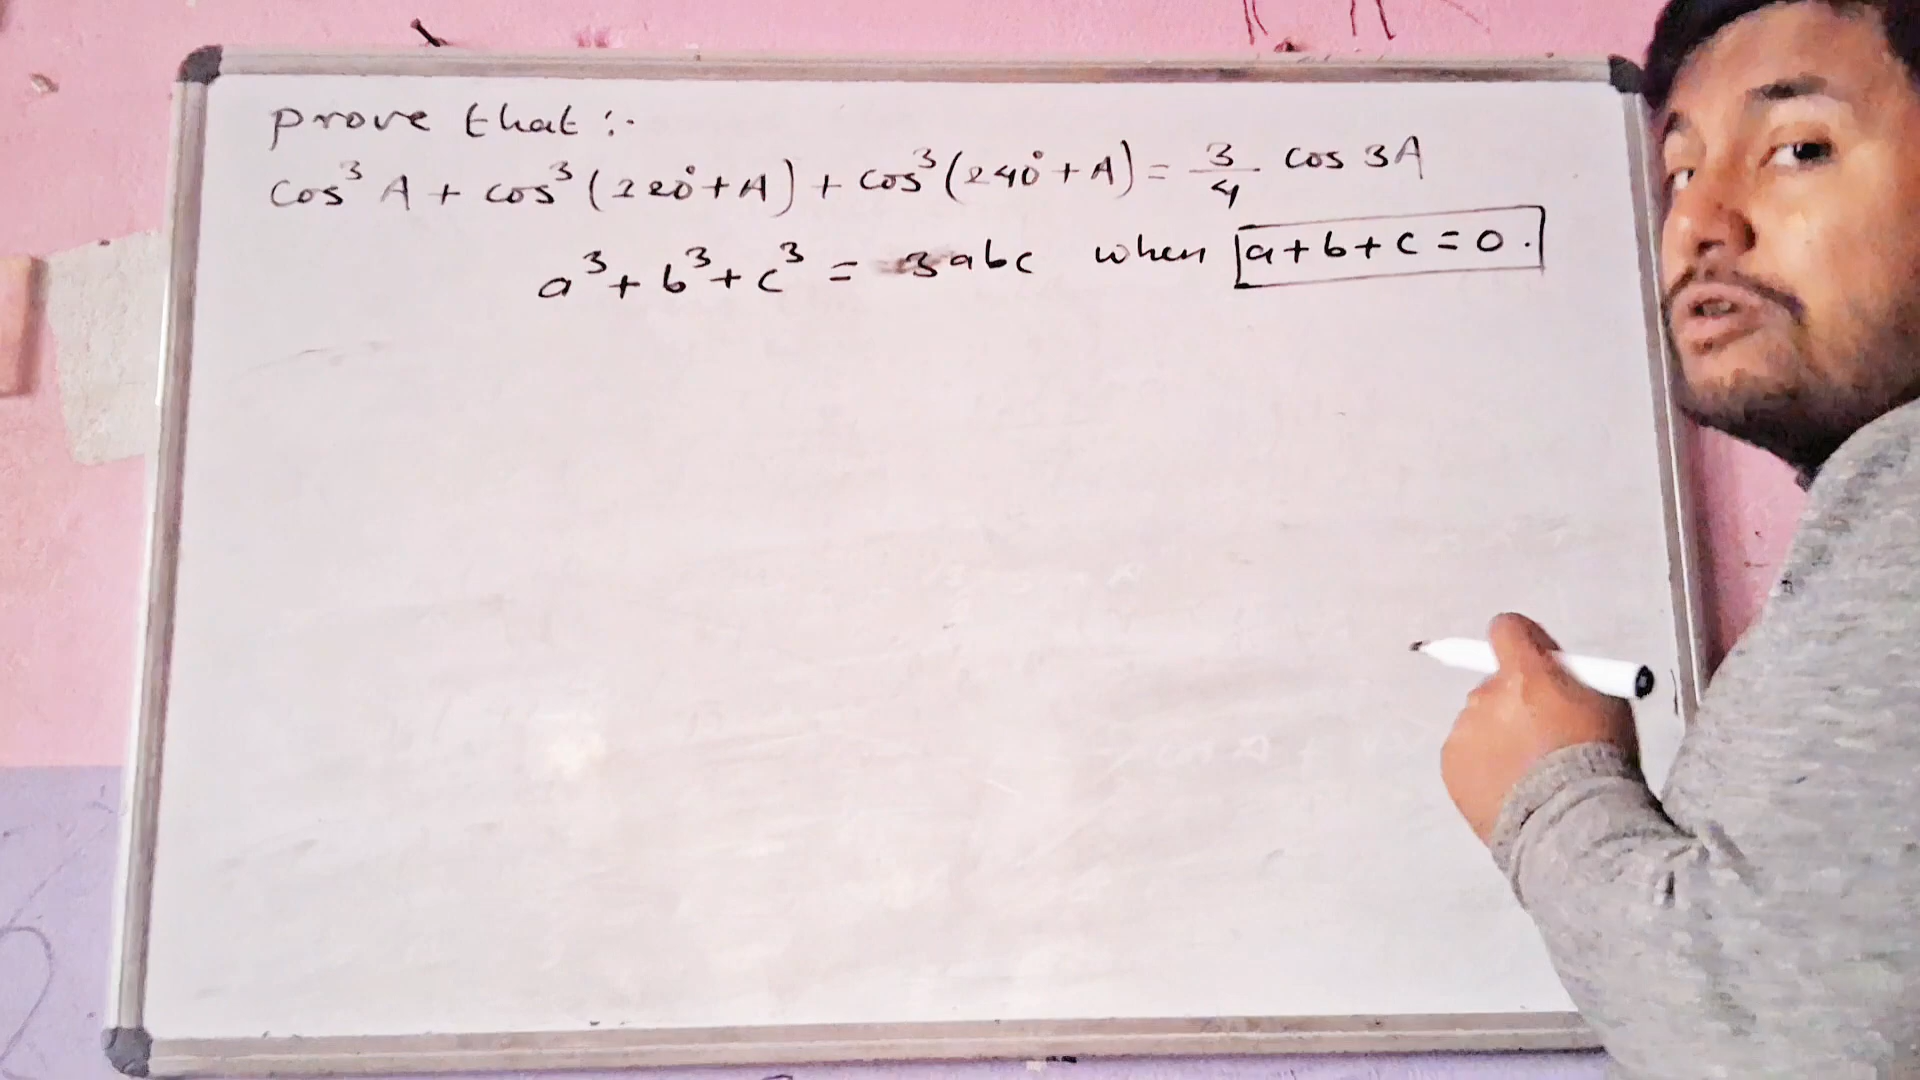 prove that :-
cos³ A + cos³ (120° + A) + cos³ (240° + A) = 3/4 cos 3A
a³ + b³ + c³ = 3abc when a + b + c = 0.